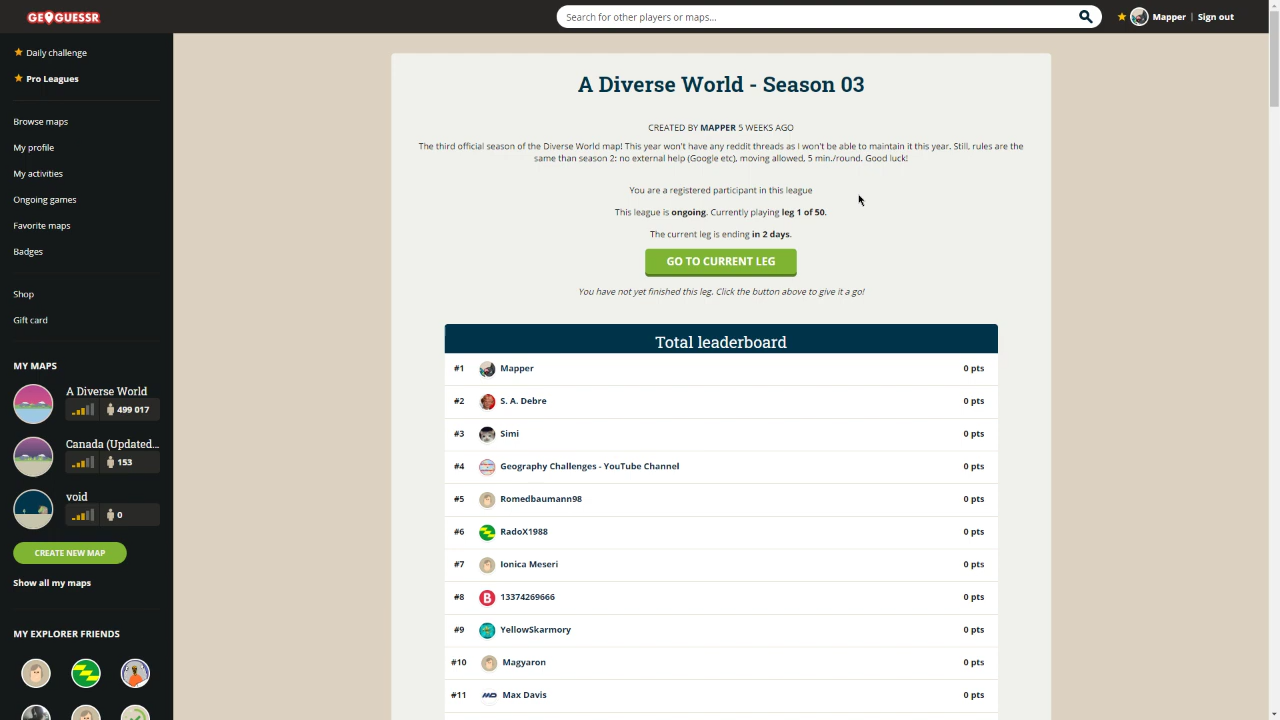 GEOGUESSR
Search for other players or maps...
Mapper | Sign out
Daily challenge
Pro Leagues
Browse maps
My profile
My activities
Ongoing games
Favorite maps
Badges
Shop
Gift card
MY MAPS
A Diverse World
499 017
Canada (Updated...
153
void
0
CREATE NEW MAP
Show all my maps
MY EXPLORER FRIENDS
A Diverse World - Season 03
CREATED BY MAPPER 5 WEEKS AGO
The third official season of the Diverse World map! This year won't have any reddit threads as I won't be able to maintain it this year. Still, rules are the
same than season 2: no external help (Google etc), moving allowed, 5 min./round. Good luck!
You are a registered participant in this league
This league is ongoing. Currently playing leg 1 of 50.
The current leg is ending in 2 days.
GO TO CURRENT LEG
You have not yet finished this leg. Click the button above to give it a go!
Total leaderboard
#1 Mapper 0 pts
#2 S. A. Debre 0 pts
#3 Simi 0 pts
#4 Geography Challenges - YouTube Channel 0 pts
#5 Romedbaumann98 0 pts
#6 RadoX1988 0 pts
#7 Ionica Meseri 0 pts
#8 B 13374269666 0 pts
#9 YellowSkarmory 0 pts
#10 Magyaron 0 pts
#11 MD Max Davis 0 pts